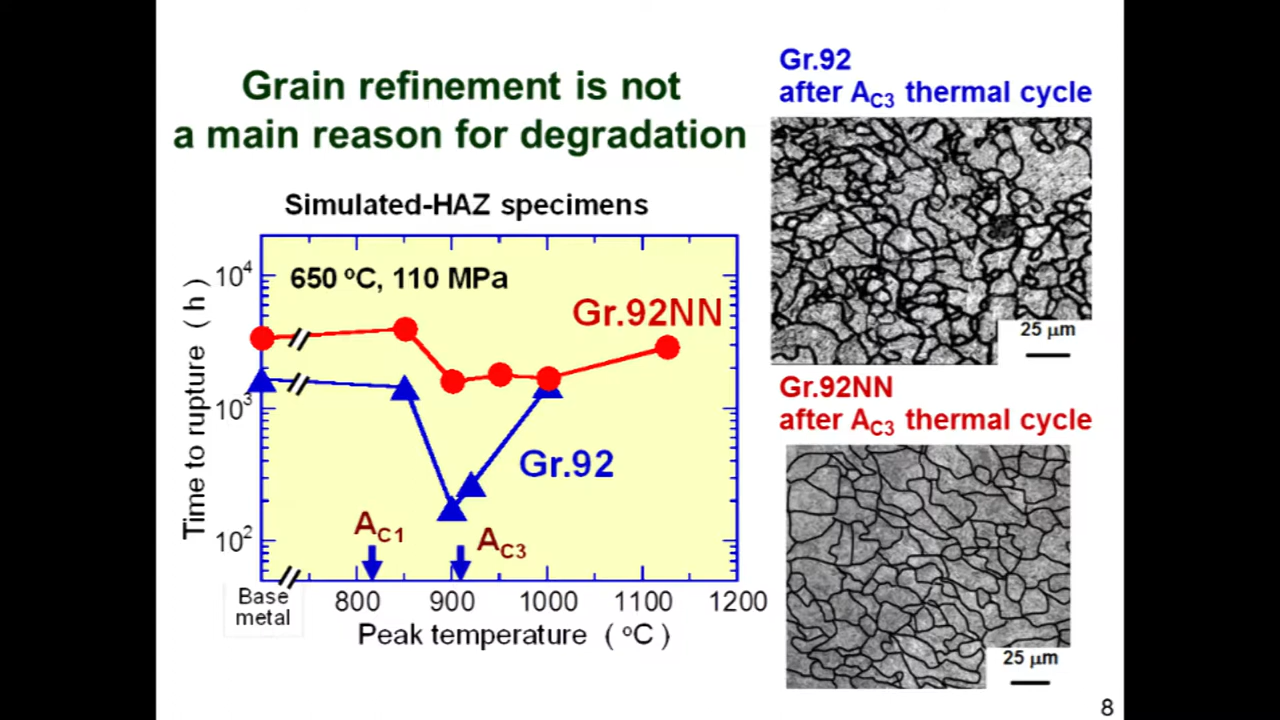 Grain refinement is not
a main reason for degradation
Simulated-HAZ specimens
650 °C, 110 MPa
Gr.92NN
Gr.92
A_C1
A_C3
10^4
10^3
10^2
Time to rupture ( h )
Base
metal
800 900 1000 1100 1200
Peak temperature ( °C )
Gr.92
after A_C3 thermal cycle
25 μm
Gr.92NN
after A_C3 thermal cycle
25 μm
8